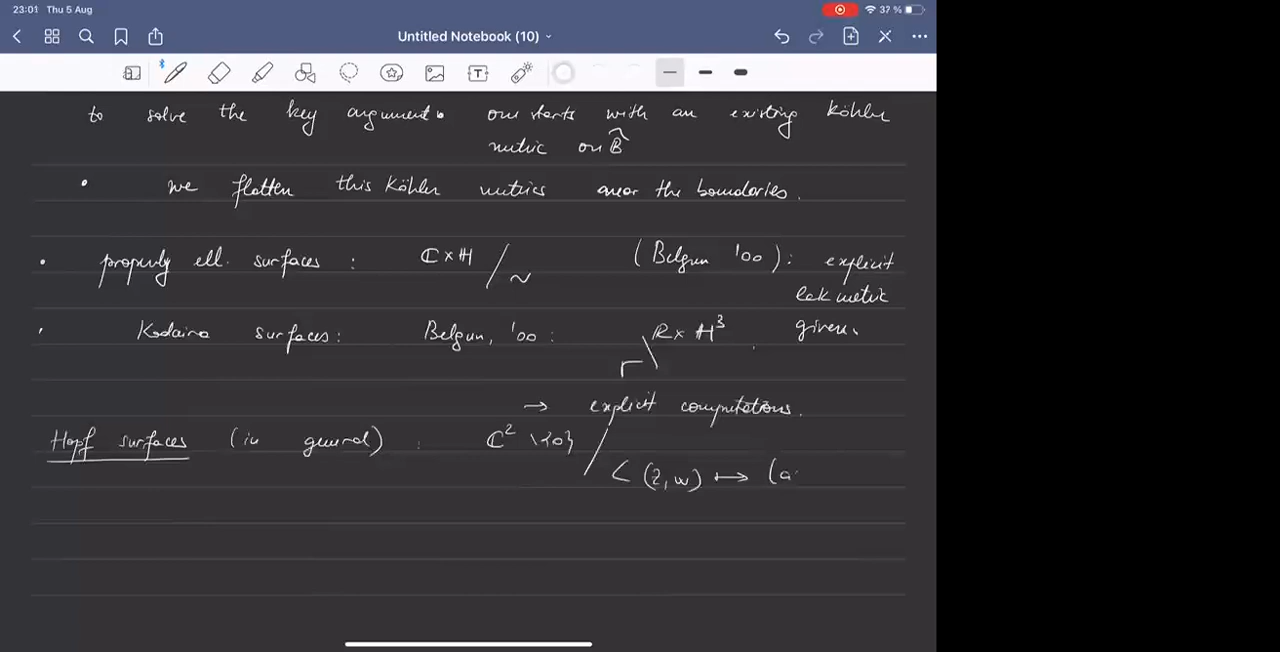 23:01 Thu 5 Aug 37 %
Untitled Notebook (10)
to solve the key argument. one starts with an existing Köhler
metric on B̂
• we flatten this Köhler metrics near the boundaries.
• properly ell. surfaces : ℂ × ℍ / ~ (Belgun '00) : explicit
lck metric
• Kodaira surfaces : Belgun, '00 : Γ \ ℝ × H³ given.
→ explicit computations.
Hopf surfaces (in general) : ℂ² \ {0} / < (z, w) ↦ (a